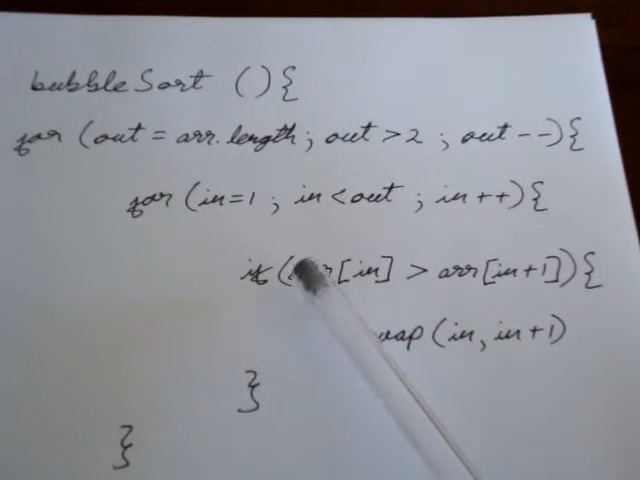 bubbleSort (){
for (out = arr.length; out>2 ; out--){
for (in=1 ; in<out ; in++){
if ([in] > arr[in+1]){
(in, in+1)
}
}